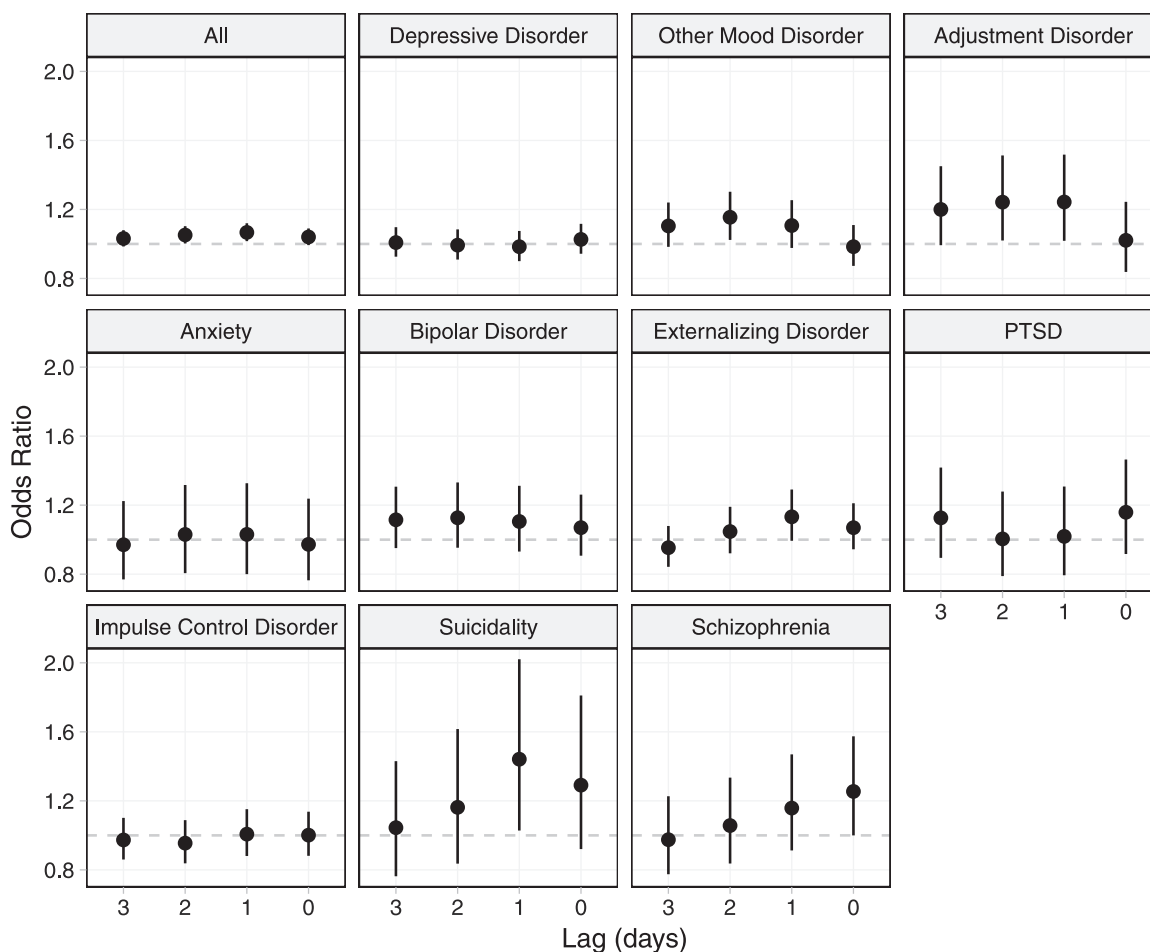 All Depressive Disorder Other Mood Disorder Adjustment Disorder
2.0
1.6
1.2
0.8
Anxiety Bipolar Disorder Externalizing Disorder PTSD
2.0
1.6
1.2
0.8
3 2 1 0
Impulse Control Disorder Suicidality Schizophrenia
2.0
1.6
1.2
0.8
3 2 1 0 3 2 1 0 3 2 1 0
Odds Ratio
Lag (days)